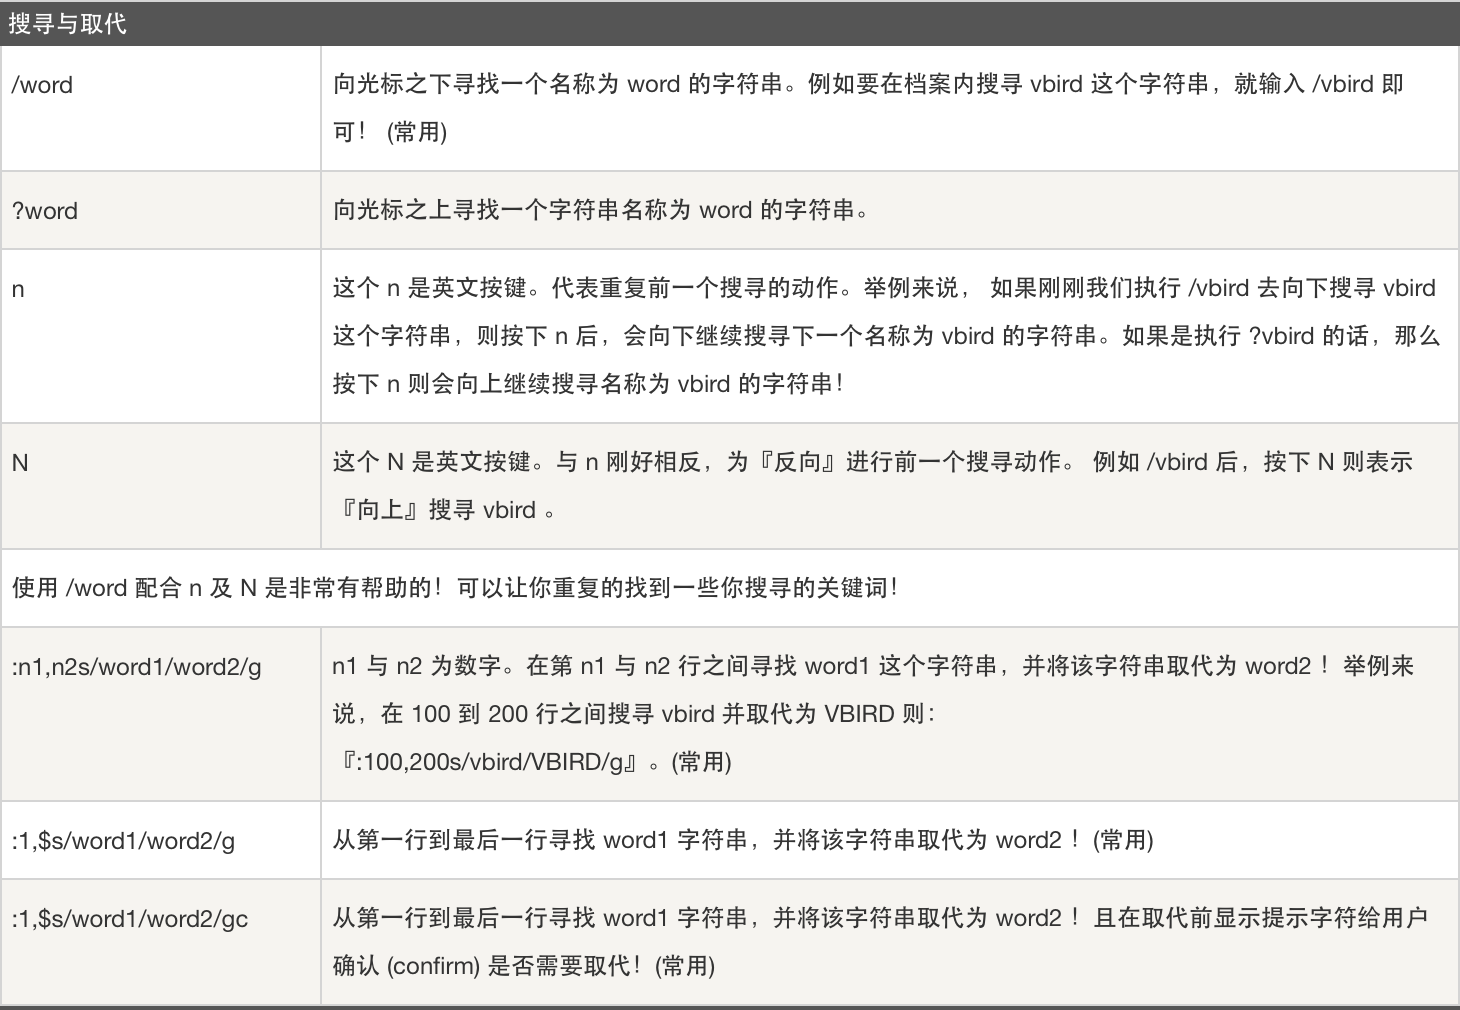 搜寻与取代
/word
向光标之下寻找一个名称为 word 的字符串。例如要在档案内搜寻 vbird 这个字符串，就输入 /vbird 即
可！ (常用)
?word
向光标之上寻找一个字符串名称为 word 的字符串。
n
这个 n 是英文按键。代表重复前一个搜寻的动作。举例来说， 如果刚刚我们执行 /vbird 去向下搜寻 vbird
这个字符串，则按下 n 后，会向下继续搜寻下一个名称为 vbird 的字符串。如果是执行 ?vbird 的话，那么
按下 n 则会向上继续搜寻名称为 vbird 的字符串！
N
这个 N 是英文按键。与 n 刚好相反，为『反向』进行前一个搜寻动作。 例如 /vbird 后，按下 N 则表示
『向上』搜寻 vbird 。
使用 /word 配合 n 及 N 是非常有帮助的！可以让你重复的找到一些你搜寻的关键词！
:n1,n2s/word1/word2/g
n1 与 n2 为数字。在第 n1 与 n2 行之间寻找 word1 这个字符串，并将该字符串取代为 word2 ！举例来
说，在 100 到 200 行之间搜寻 vbird 并取代为 VBIRD 则：
『:100,200s/vbird/VBIRD/g』。(常用)
:1,$s/word1/word2/g
从第一行到最后一行寻找 word1 字符串，并将该字符串取代为 word2 ！(常用)
:1,$s/word1/word2/gc
从第一行到最后一行寻找 word1 字符串，并将该字符串取代为 word2 ！且在取代前显示提示字符给用户
确认 (confirm) 是否需要取代！(常用)